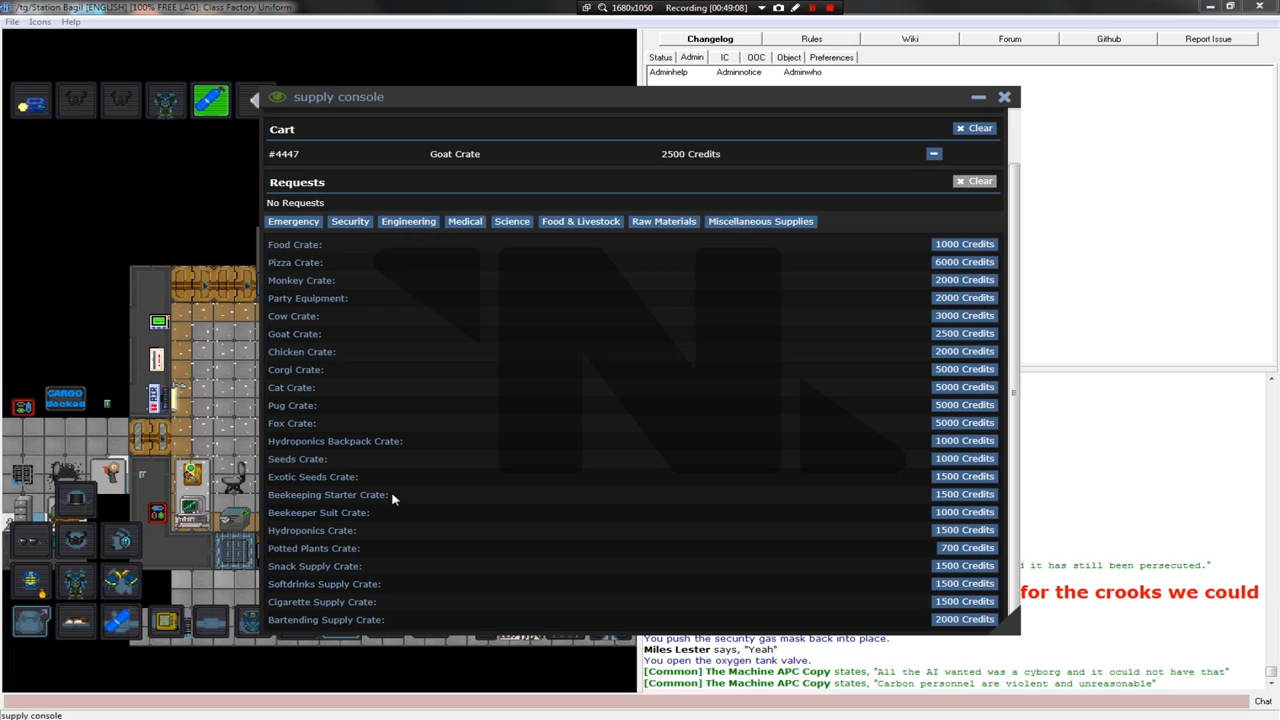 /tg/Station Bagil [ENGLISH] [100% FREE LAG]: Class Factory Uniform
1680x1050 Recording [00:49:08]
File Icons Help
Changelog Rules Wiki Forum Github Report Issue
Status Admin IC OOC Object Preferences
Adminhelp Adminnotice Adminwho
supply console
Cart Clear
#4447 Goat Crate 2500 Credits
Requests Clear
No Requests
Emergency Security Engineering Medical Science Food & Livestock Raw Materials Miscellaneous Supplies
Food Crate: 1000 Credits
Pizza Crate: 6000 Credits
Monkey Crate: 2000 Credits
Party Equipment: 2000 Credits
Cow Crate: 3000 Credits
Goat Crate: 2500 Credits
Chicken Crate: 2000 Credits
Corgi Crate: 5000 Credits
Cat Crate: 5000 Credits
Pug Crate: 5000 Credits
Fox Crate: 5000 Credits
Hydroponics Backpack Crate: 1000 Credits
Seeds Crate: 1000 Credits
Exotic Seeds Crate: 1500 Credits
Beekeeping Starter Crate: 1500 Credits
Beekeeper Suit Crate: 1000 Credits
Hydroponics Crate: 1500 Credits
Potted Plants Crate: 700 Credits
Snack Supply Crate: 1500 Credits
Softdrinks Supply Crate: 1500 Credits
Cigarette Supply Crate: 1500 Credits
Bartending Supply Crate: 2000 Credits
CARGO
Docked
AIR
it has still been persecuted."
for the crooks we could
You push the security gas mask back into place.
Miles Lester says, "Yeah"
You open the oxygen tank valve.
[Common] The Machine APC Copy states, "All the AI wanted was a cyborg and it oculd not have that"
[Common] The Machine APC Copy states, "Carbon personnel are violent and unreasonable"
Chat
supply console